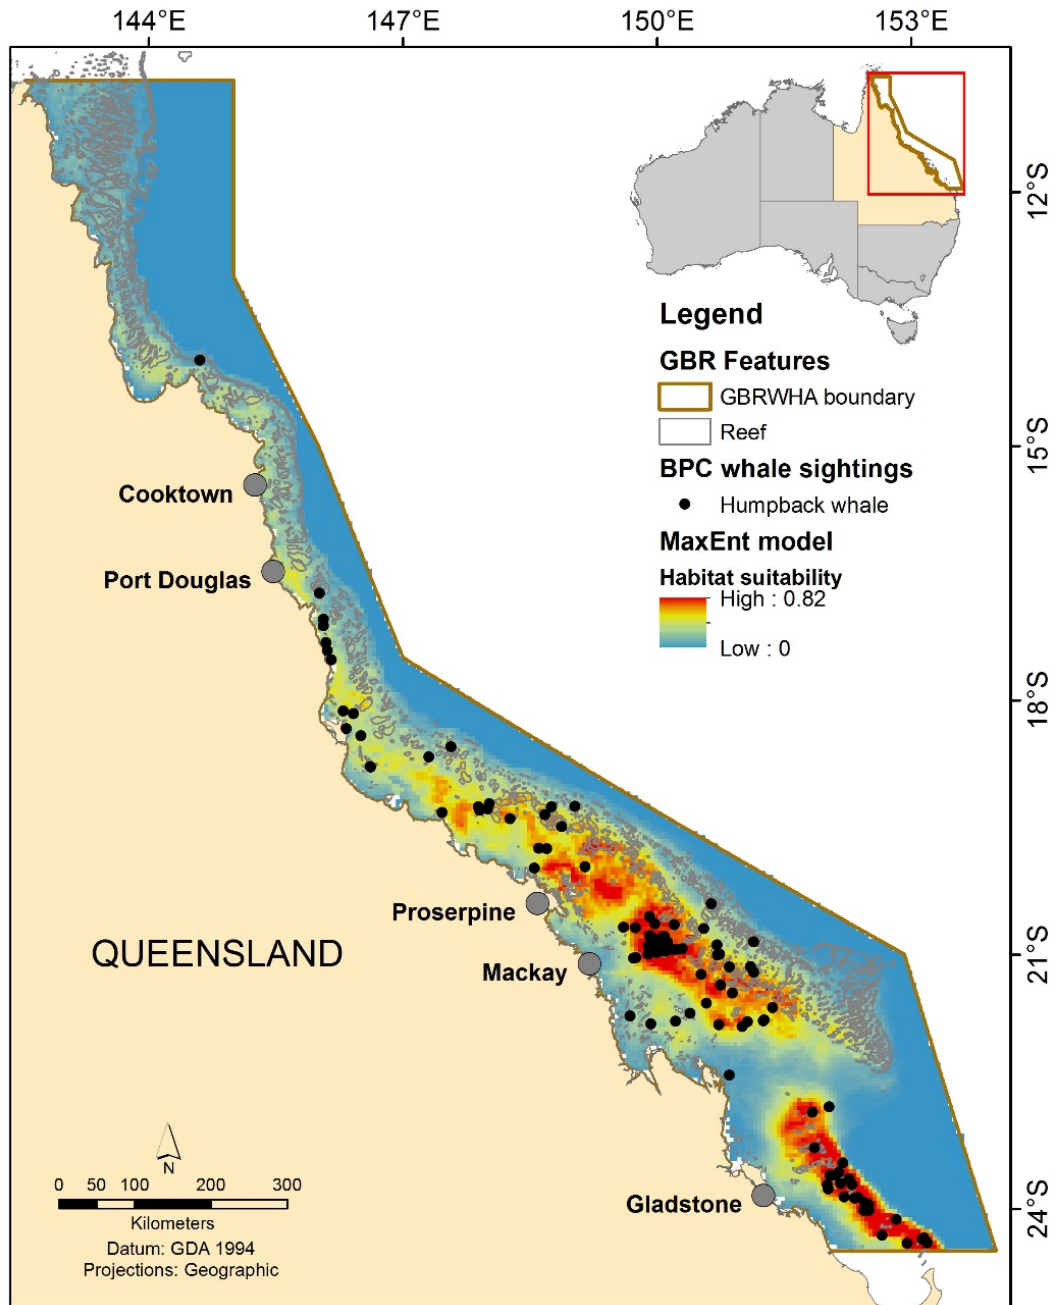 144°E 147°E 150°E 153°E
12°S
Legend
GBR Features
GBRWHA boundary
Reef
BPC whale sightings
Humpback whale
MaxEnt model
Habitat suitability
High : 0.82
Low : 0
15°S
Cooktown
Port Douglas
18°S
Proserpine
QUEENSLAND
Mackay
21°S
Gladstone
24°S
N
0 50 100 200 300
Kilometers
Datum: GDA 1994
Projections: Geographic